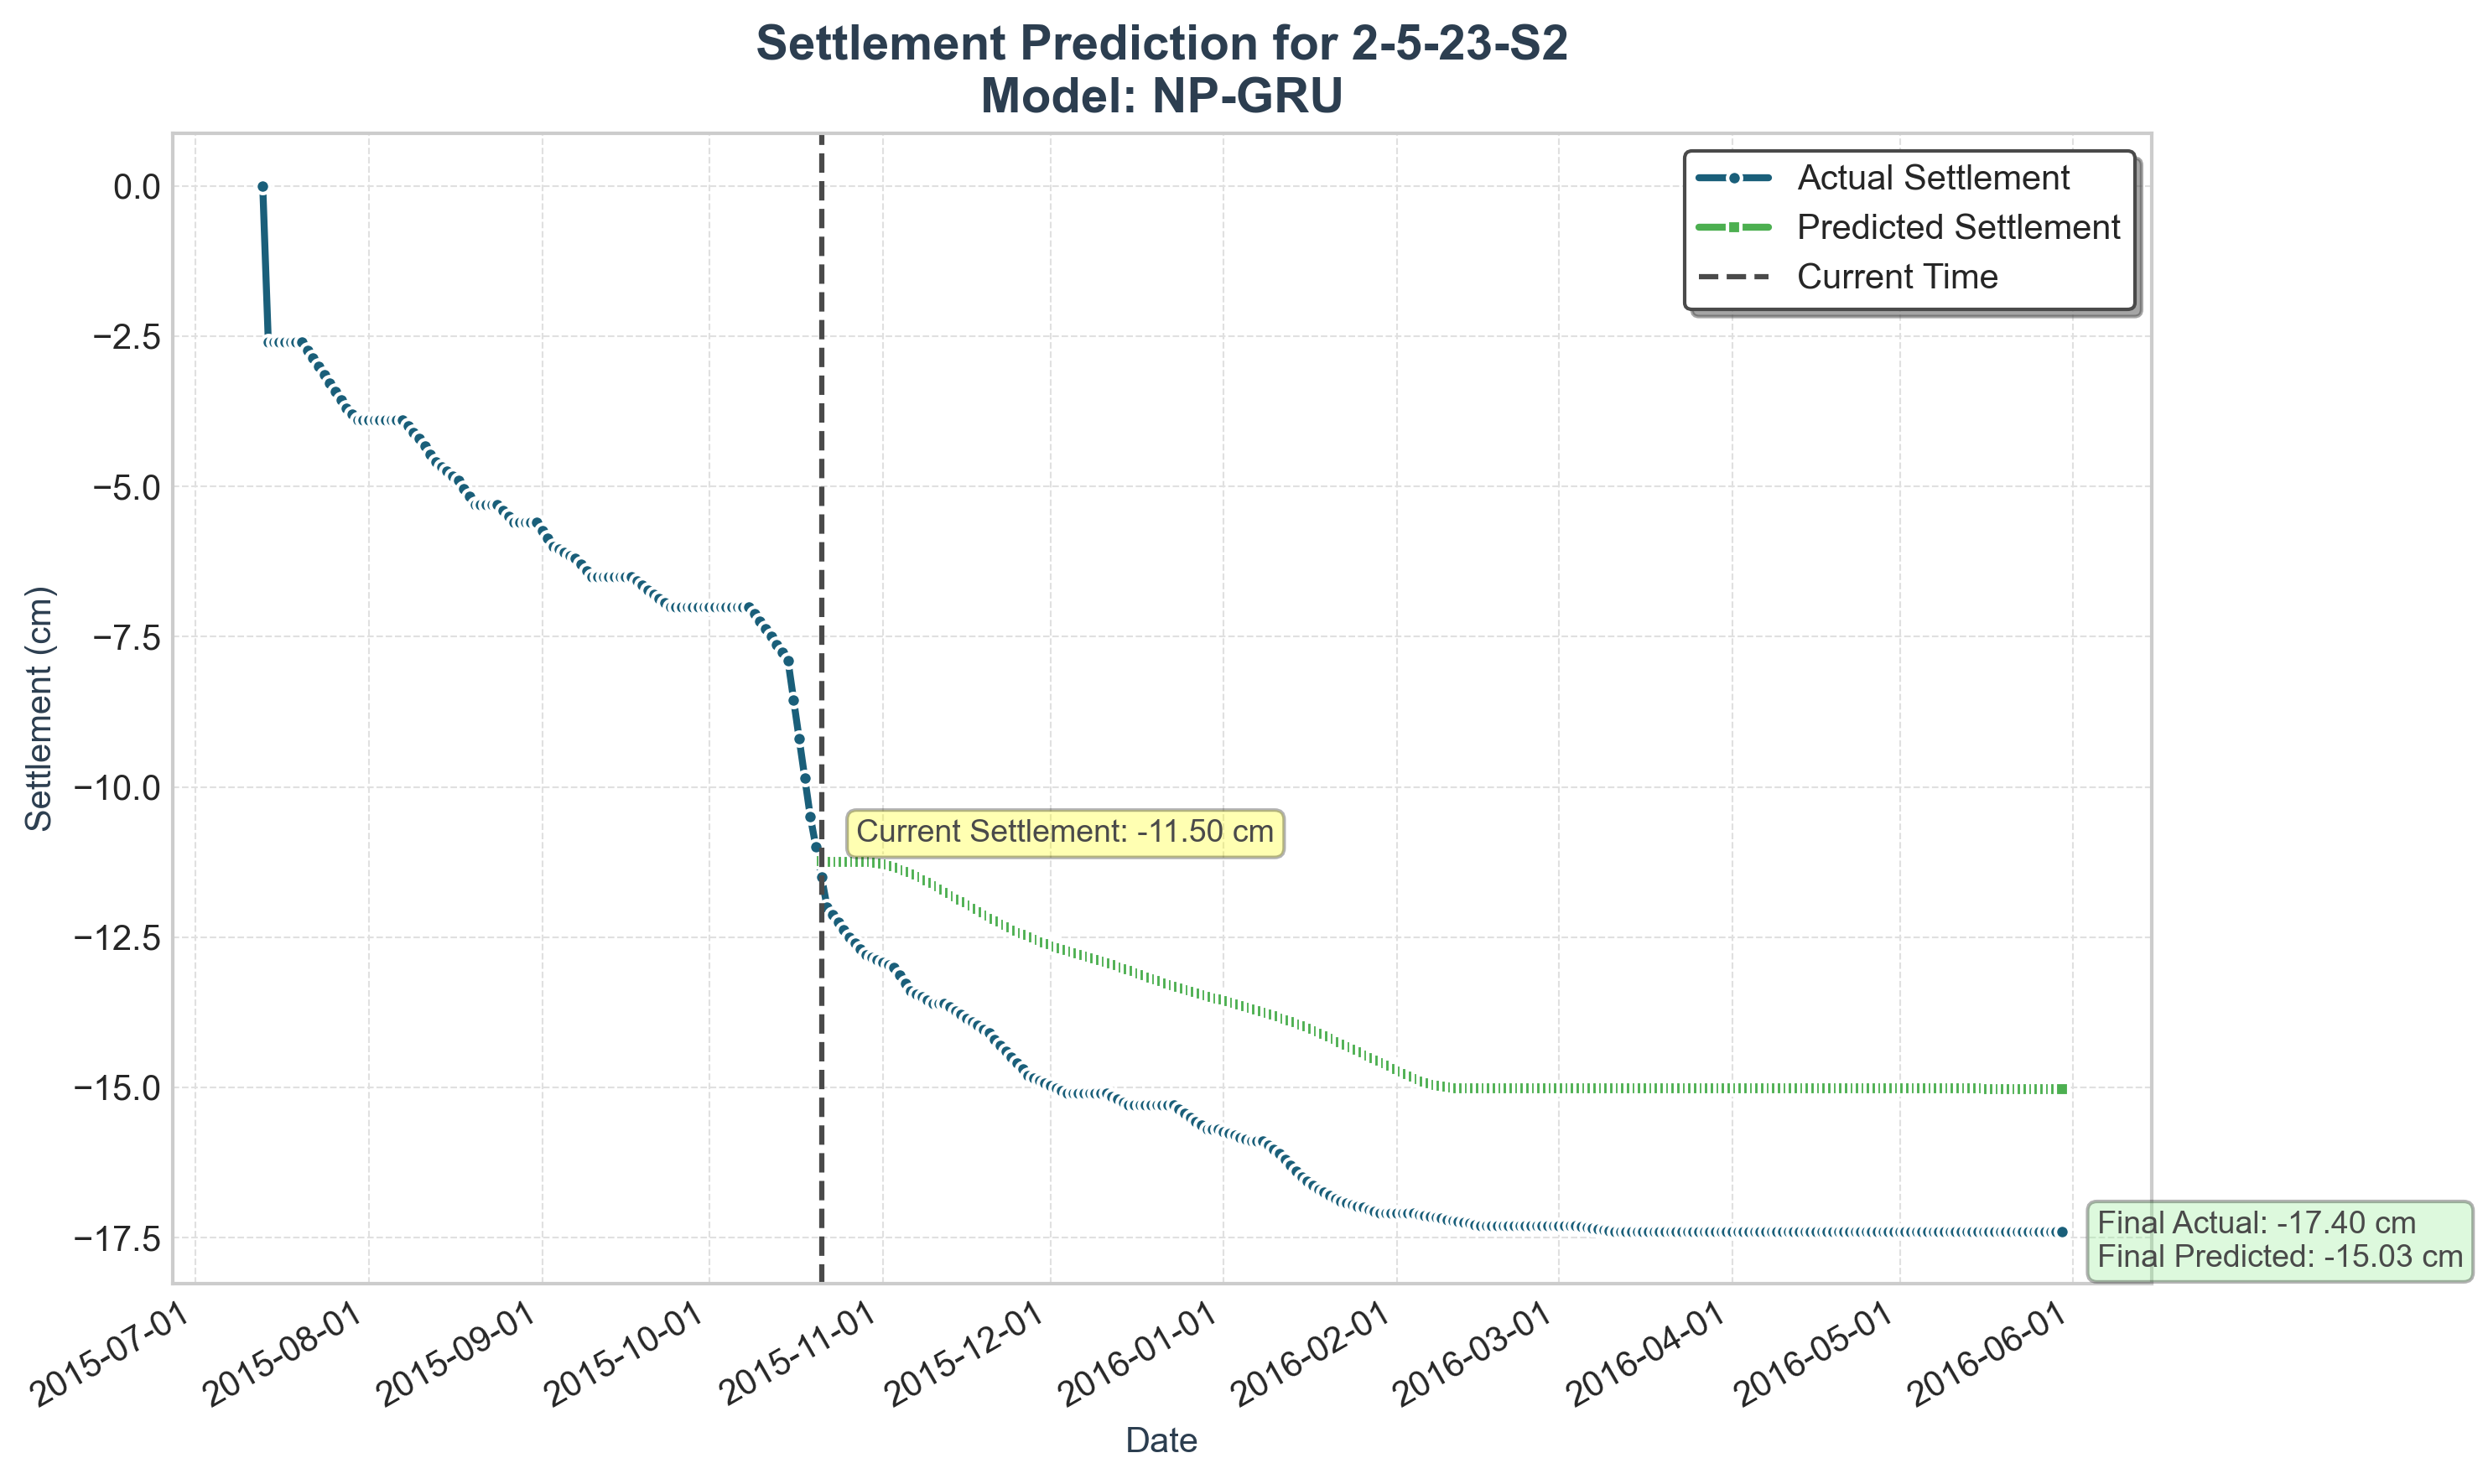 Settlement Prediction for 2-5-23-S2
Model: NP-GRU
Actual Settlement
Predicted Settlement
Current Time
Settlement (cm)
0.0
−2.5
−5.0
−7.5
−10.0
−12.5
−15.0
−17.5
Current Settlement: -11.50 cm
Final Actual: -17.40 cm
Final Predicted: -15.03 cm
2015-07-01
2015-08-01
2015-09-01
2015-10-01
2015-11-01
2015-12-01
2016-01-01
2016-02-01
2016-03-01
2016-04-01
2016-05-01
2016-06-01
Date